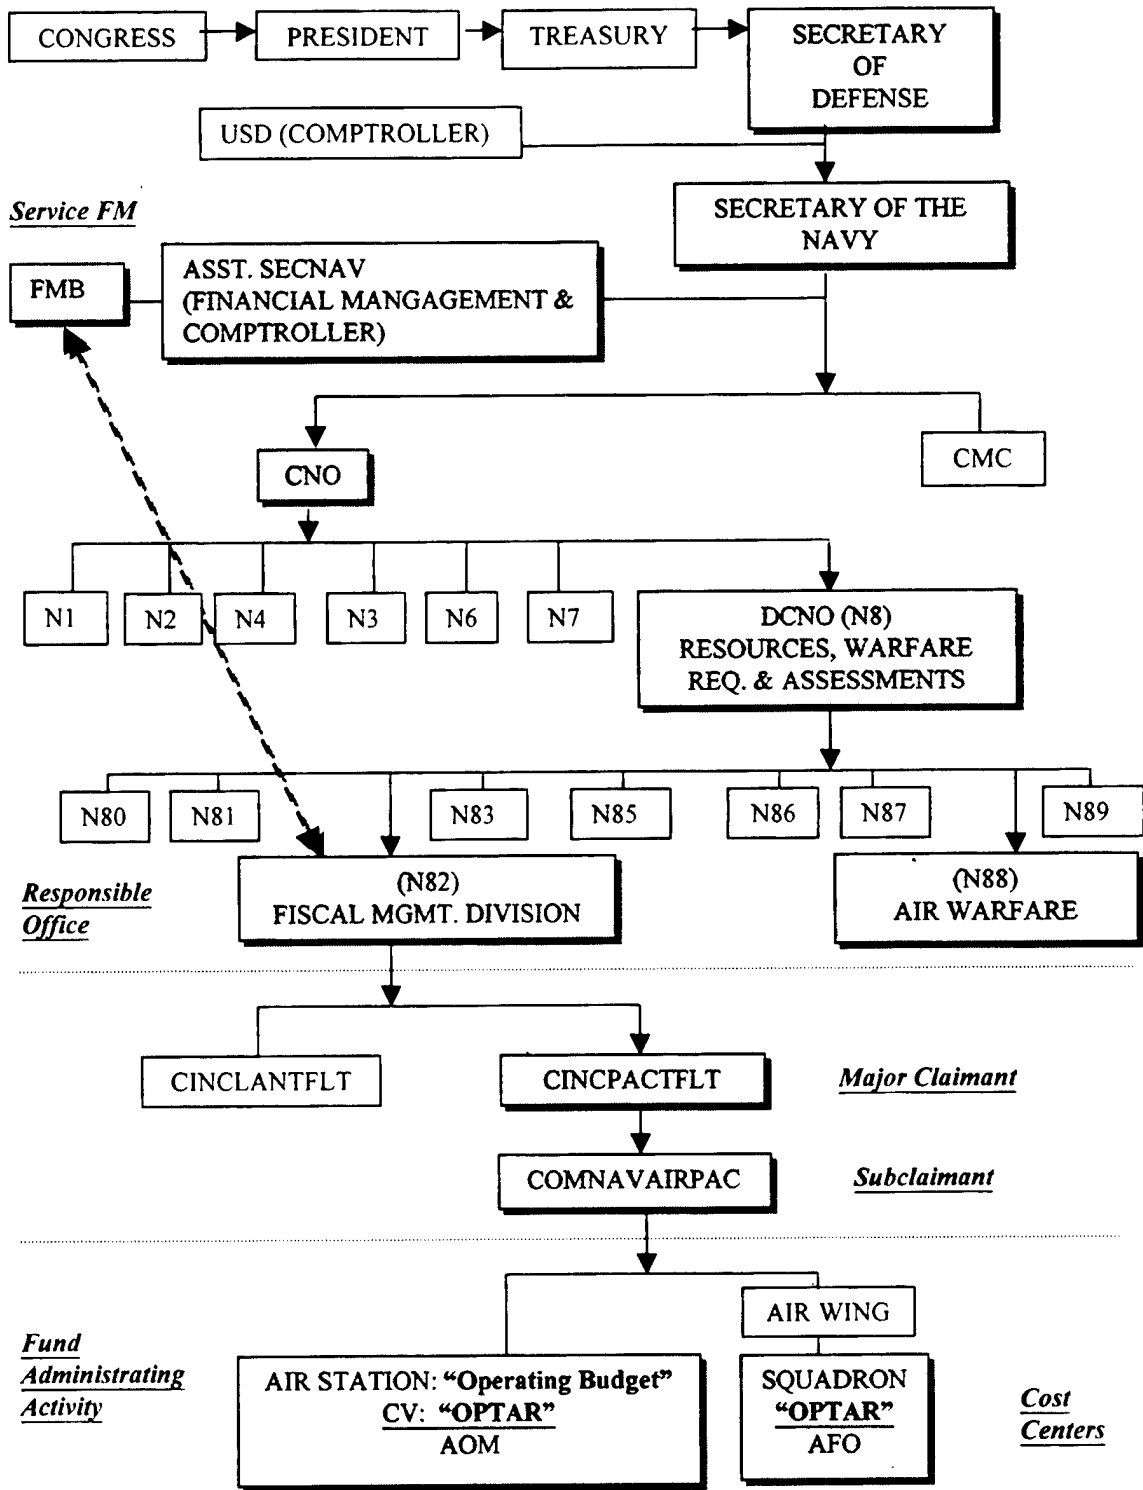 CONGRESS
PRESIDENT
TREASURY
SECRETARY
OF
DEFENSE
USD (COMPTROLLER)
Service FM
SECRETARY OF THE
NAVY
FMB
ASST. SECNAV
(FINANCIAL MANGAGEMENT &
COMPTROLLER)
CNO
CMC
N1
N2
N4
N3
N6
N7
DCNO (N8)
RESOURCES, WARFARE
REQ. & ASSESSMENTS
N80
N81
N83
N85
N86
N87
N89
Responsible
Office
(N82)
FISCAL MGMT. DIVISION
(N88)
AIR WARFARE
CINCLANTFLT
CINCPACTFLT
Major Claimant
COMNAVAIRPAC
Subclaimant
AIR WING
Fund
Administrating
Activity
AIR STATION: “Operating Budget”
CV: “OPTAR”
AOM
SQUADRON
“OPTAR”
AFO
Cost
Centers